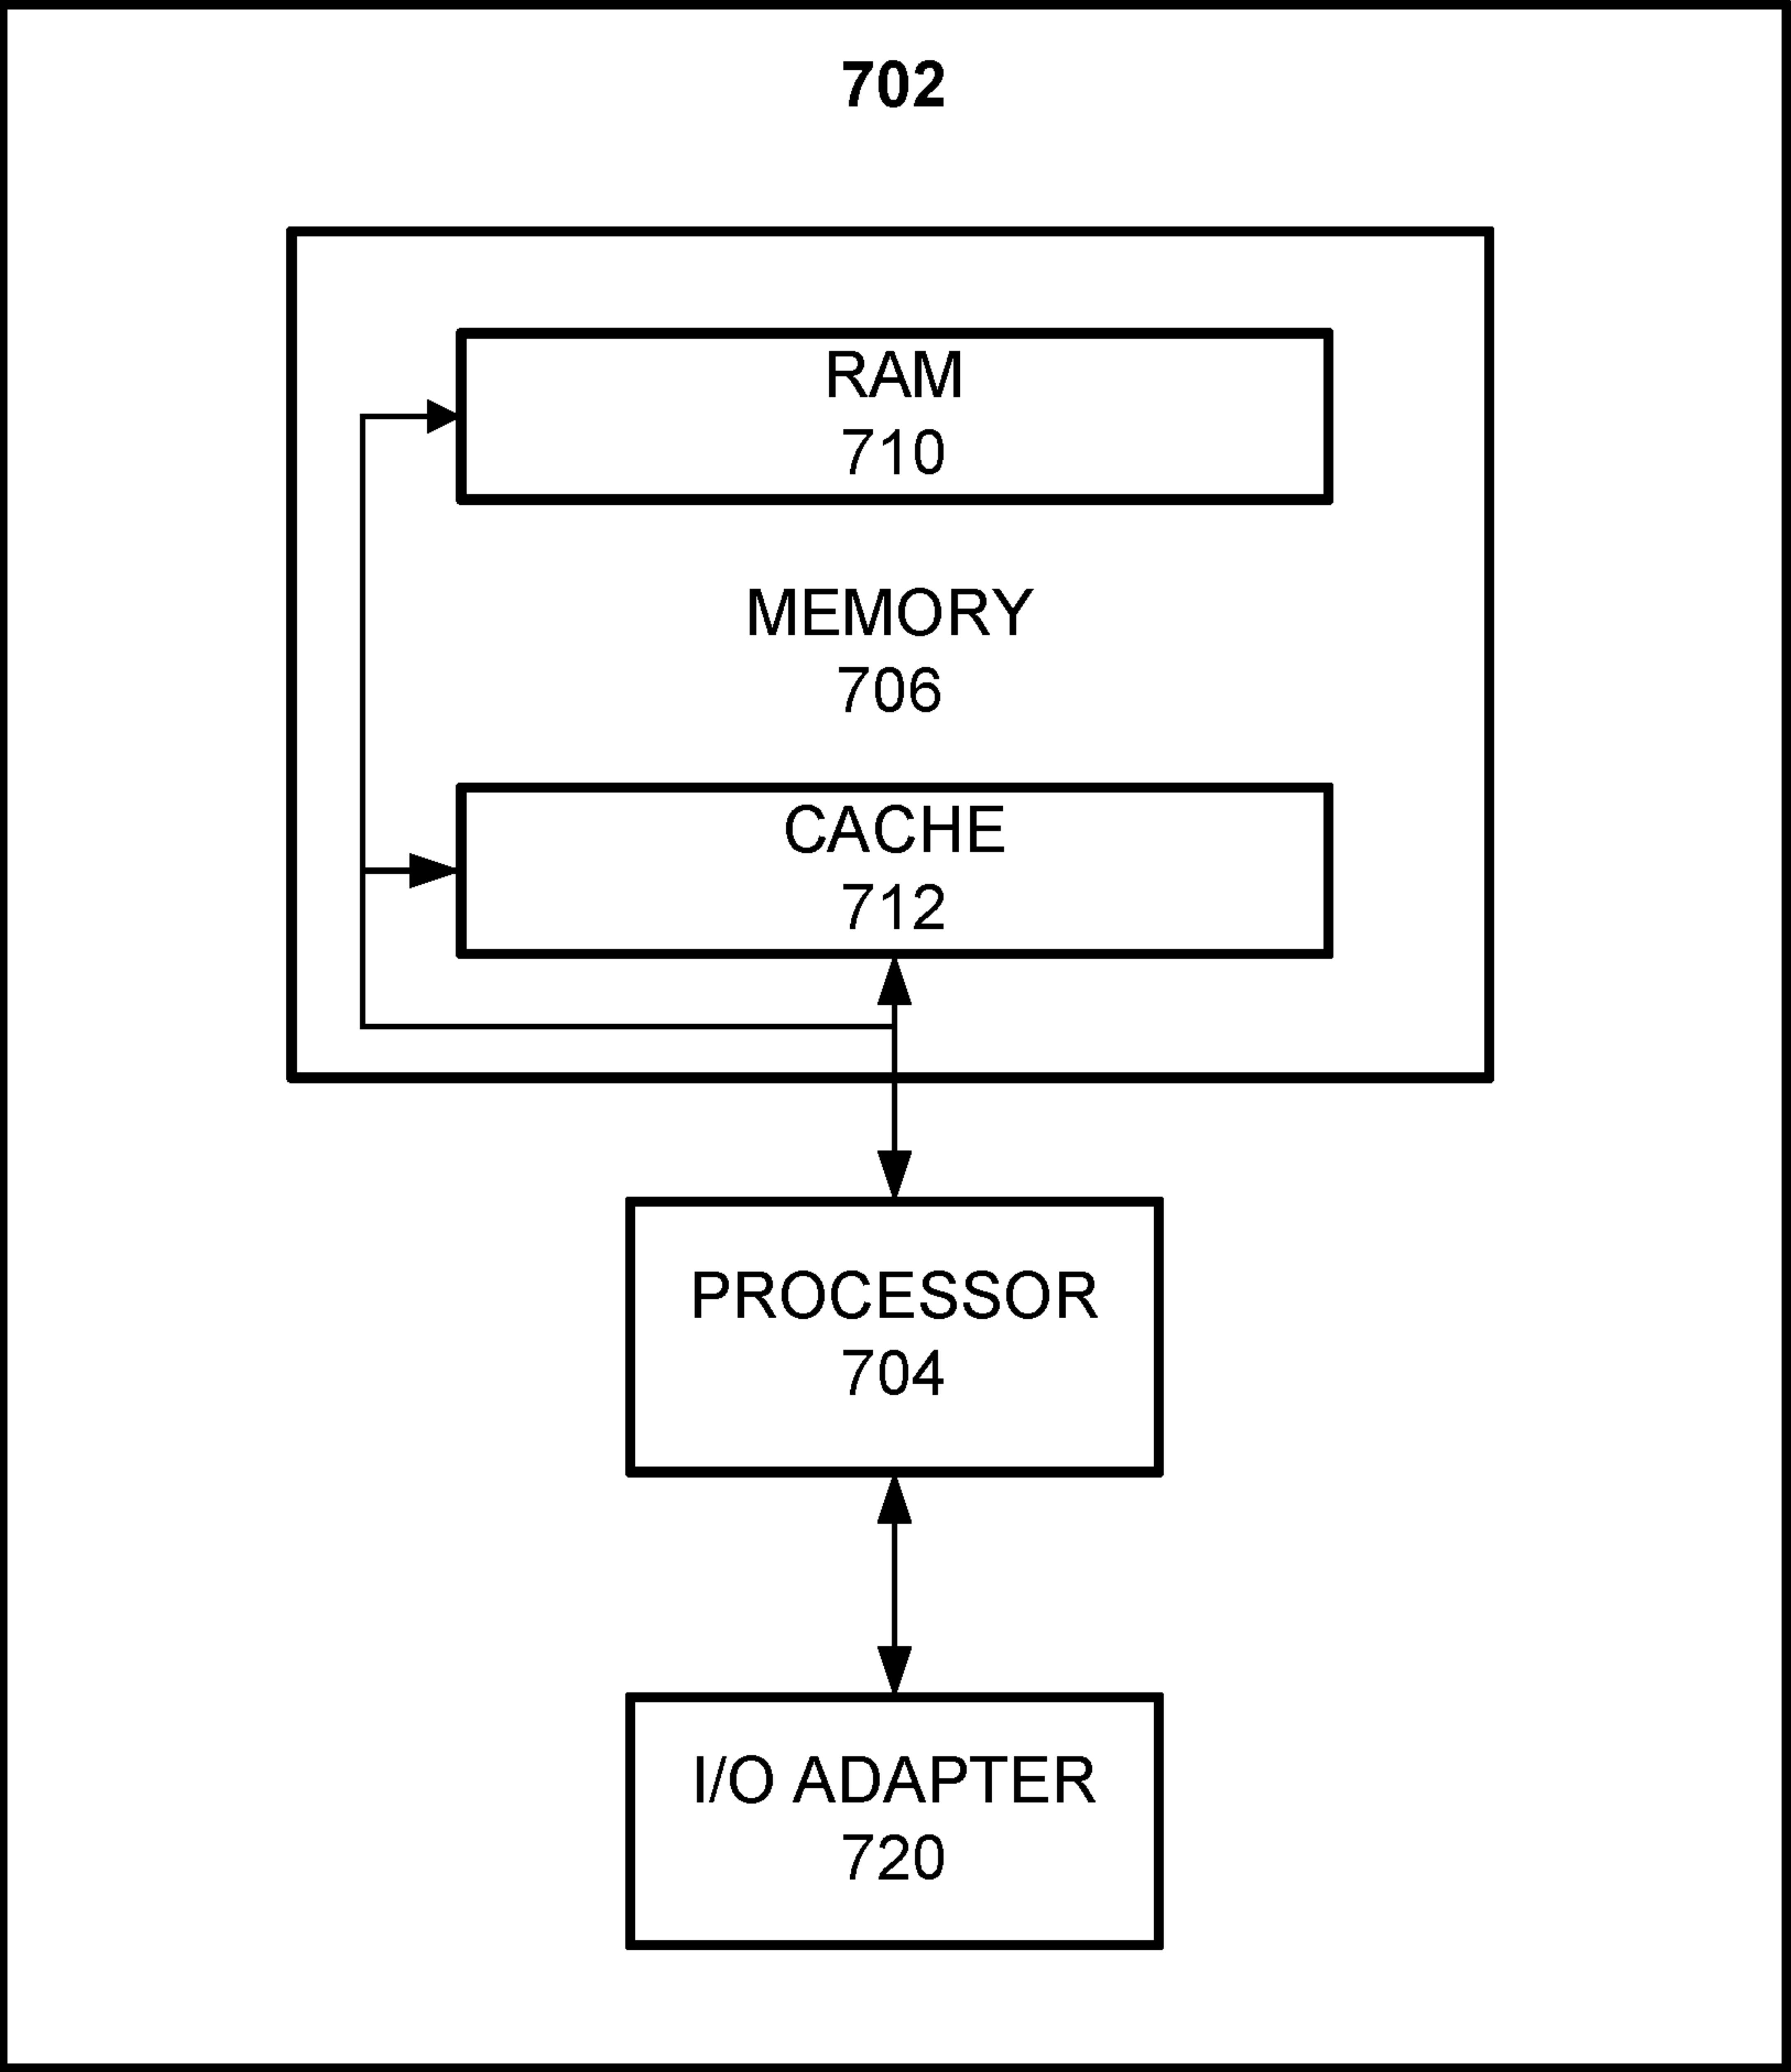 702
RAM
710
MEMORY
706
CACHE
712
PROCESSOR
704
I/O ADAPTER
720